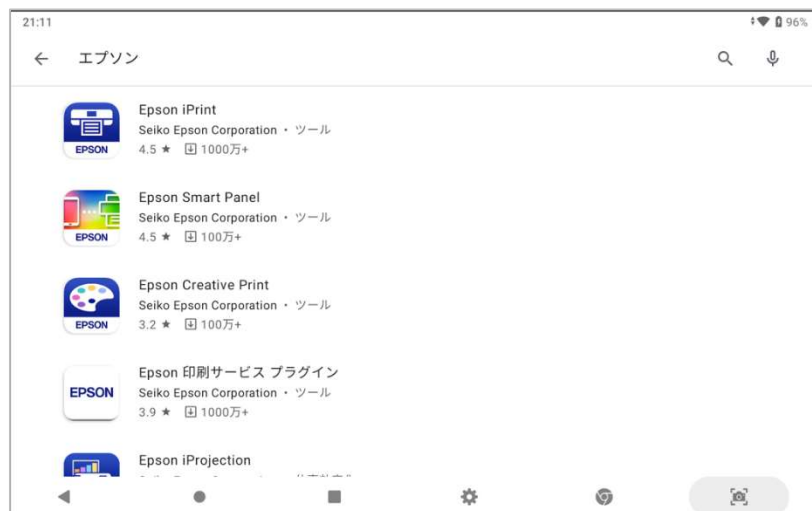 21:11
96%
エプソン
Epson iPrint
Seiko Epson Corporation・ツール
4.5 ★ 1000万+
EPSON
Epson Smart Panel
Seiko Epson Corporation・ツール
4.5 ★ 100万+
EPSON
Epson Creative Print
Seiko Epson Corporation・ツール
3.2 ★ 100万+
EPSON
Epson 印刷サービス プラグイン
EPSON
Seiko Epson Corporation・ツール
3.9 ★ 1000万+
Epson iProjection